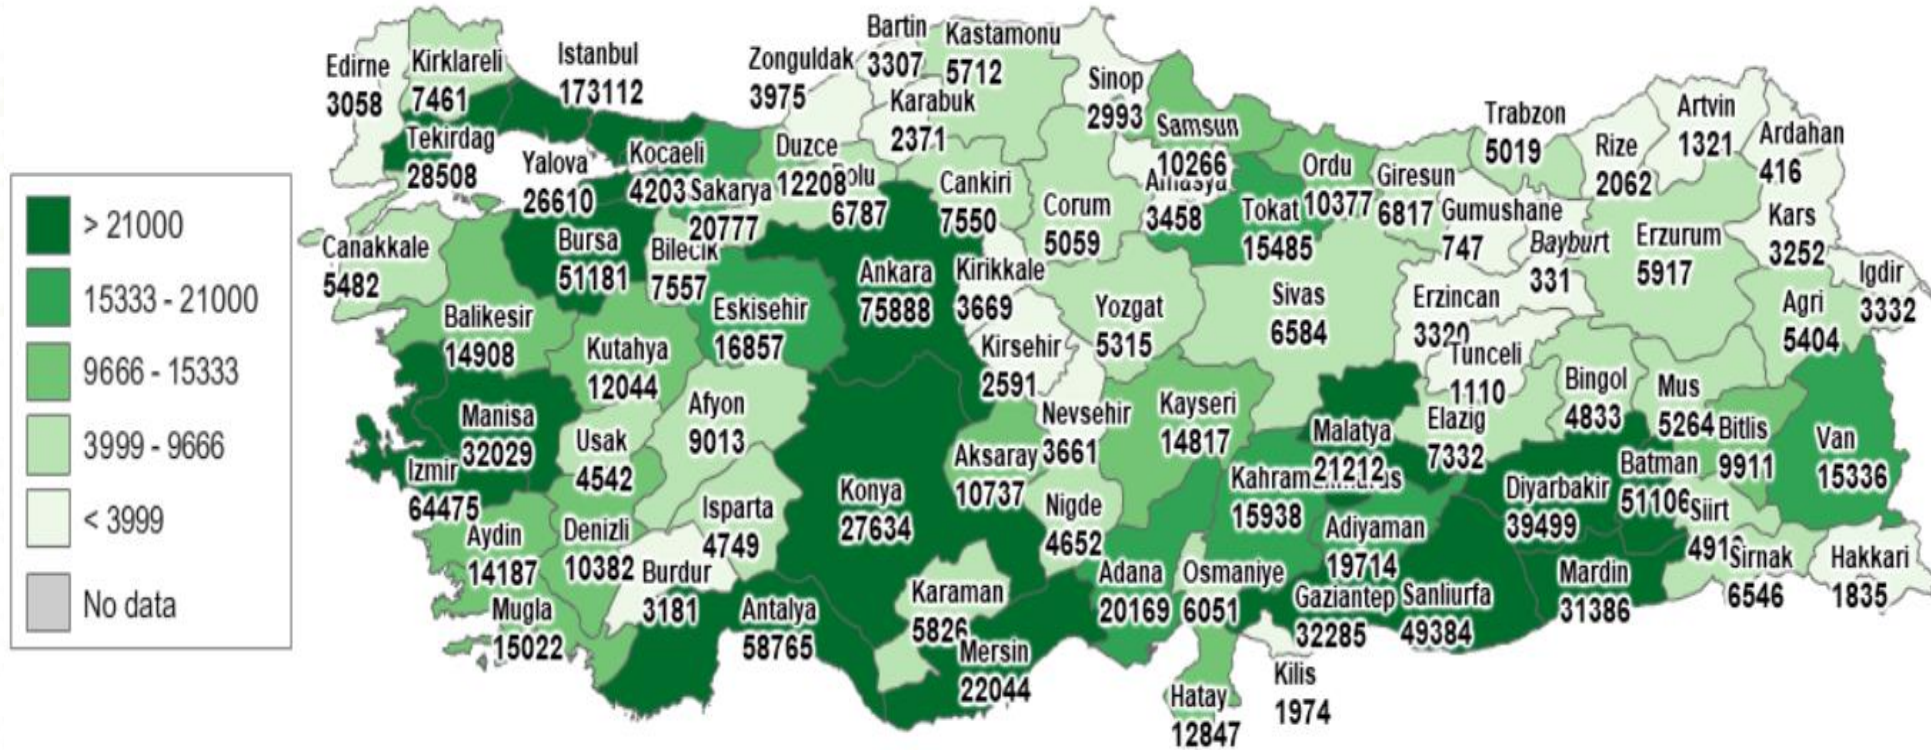 > 21000
15333 - 21000
9666 - 15333
3999 - 9666
< 3999
No data
Edirne
3058
Kirklareli
7461
Istanbul
173112
Tekirdag
28508
Yalova
26610
Kocaeli
4203
Sakarya
20777
Zonguldak
3975
Duzce
12208
6787
Bartin
3307
Karabuk
2371
Kastamonu
5712
Cankiri
7550
Sinop
2993
Samsun
10266
Amasya
3458
Corum
5059
Tokat
15485
Ordu
10377
Giresun
6817
Trabzon
5019
Gumushane
747
Bayburt
331
Rize
2062
Artvin
1321
Ardahan
416
Kars
3252
Igdir
3332
Erzurum
5917
Agri
5404
Canakkale
5482
Balikesir
14908
Bursa
51181
Bilecik
7557
Eskisehir
16857
Kutahya
12044
Ankara
75888
Kirikkale
3669
Kirsehir
2591
Yozgat
5315
Sivas
6584
Erzincan
3320
Tunceli
1110
Bingol
4833
Mus
5264
Bitlis
9911
Van
15336
Manisa
32029
Izmir
64475
Usak
4542
Afyon
9013
Aydin
14187
Denizli
10382
Mugla
15022
Burdur
3181
Isparta
4749
Antalya
58765
Konya
27634
Karaman
5826
Mersin
22044
Aksaray
10737
Nevsehir
3661
Nigde
4652
Kayseri
14817
Malatya
21212
Elazig
7332
15938
Adiyaman
19714
Adana
20169
Osmaniye
6051
Gaziantep
32285
Kilis
1974
Hatay
12847
Sanliurfa
49384
Diyarbakir
39499
Batman
51106
Siirt
Mardin
31386
Sirnak
6546
Hakkari
1835